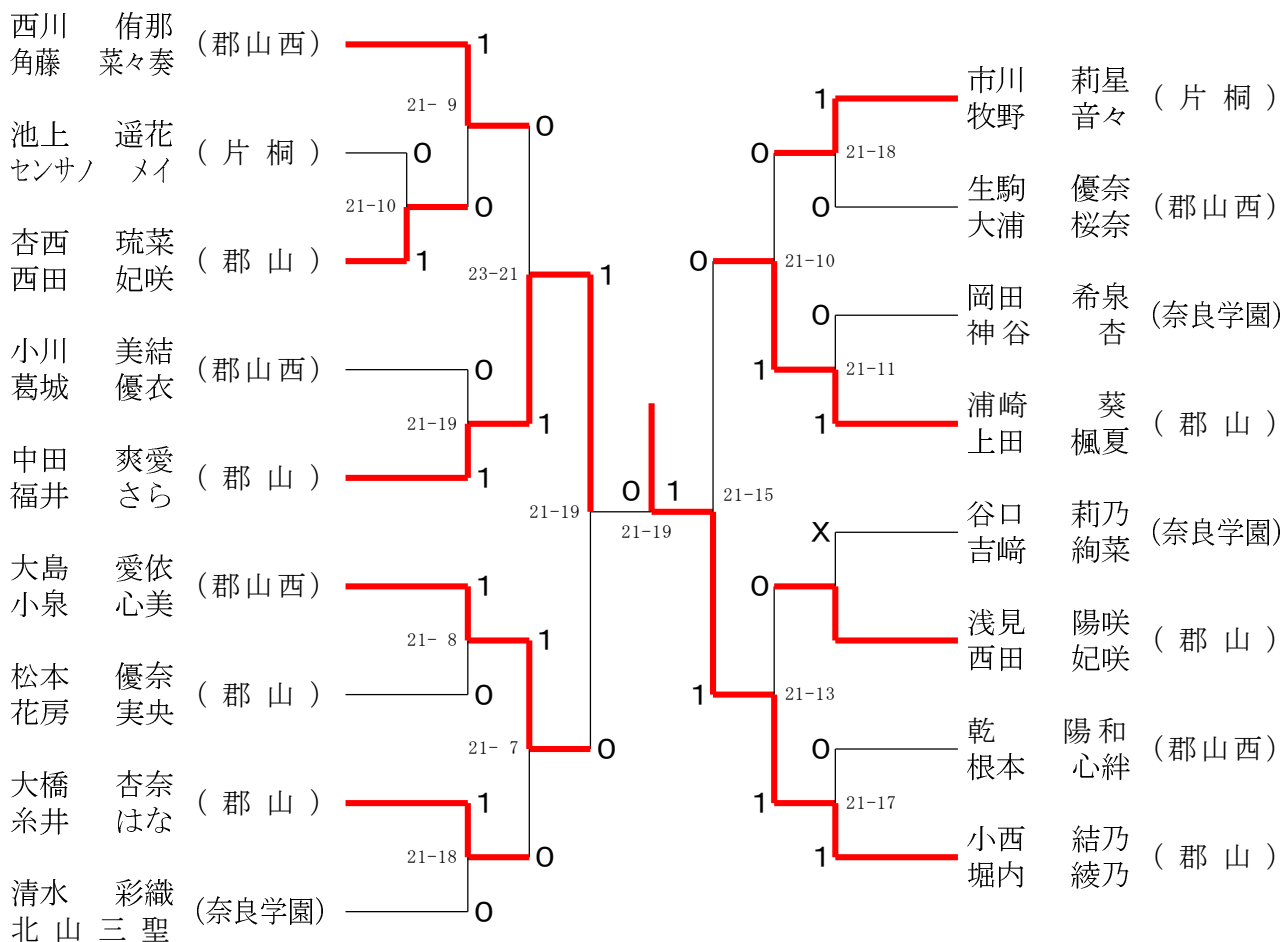 西川 侑那
角藤 菜々奏
(郡山西)
1
21- 9
0
池上 遥花
センサノ メイ
(片桐)
0
21-10
0
杏西 琉菜
西田 妃咲
(郡山)
1
23-21
1
小川 美結
葛城 優衣
(郡山西)
0
21-19
1
中田 爽愛
福井 さら
(郡山)
1
21-19
0 1
21-19
大島 愛依
小泉 心美
(郡山西)
1
21- 8
1
松本 優奈
花房 実央
(郡山)
0
21- 7
0
大橋 杏奈
糸井 はな
(郡山)
1
21-18
0
清水 彩織
北山三聖
(奈良学園)
0
市川 莉星
牧野 音々
(片桐)
1
0
21-18
生駒 優奈
大浦 桜奈
(郡山西)
0
0
21-10
岡田 希泉
神谷 杏
(奈良学園)
0
1
21-11
浦崎 葵
上田 楓夏
(郡山)
1
21-15
谷口 莉乃
吉﨑 絢菜
(奈良学園)
X
0
浅見 陽咲
西田 妃咲
(郡山)
1
21-13
乾 陽和
根本 心絆
(郡山西)
0
1
21-17
小西 結乃
堀内 綾乃
(郡山)
1